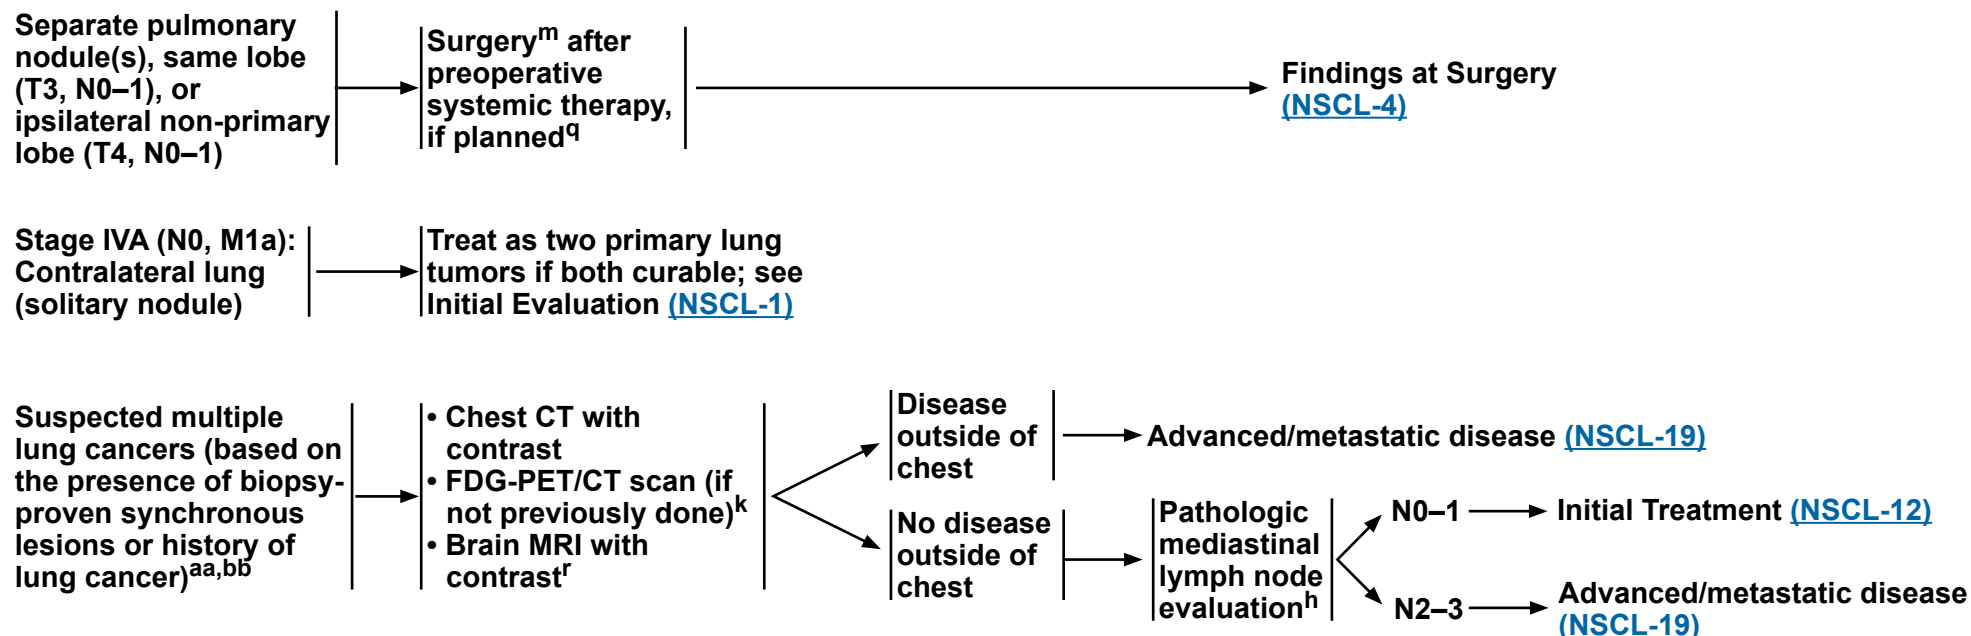 Separate pulmonary
nodule(s), same lobe
(T3, N0–1), or
ipsilateral non-primary
lobe (T4, N0–1)
Surgerym after
preoperative
systemic therapy,
if plannedq
Findings at Surgery
(NSCL-4)
Stage IVA (N0, M1a):
Contralateral lung
(solitary nodule)
Treat as two primary lung
tumors if both curable; see
Initial Evaluation (NSCL-1)
Suspected multiple
lung cancers (based on
the presence of biopsy-
proven synchronous
lesions or history of
lung cancer)aa,bb
• Chest CT with
contrast
• FDG-PET/CT scan (if
not previously done)k
• Brain MRI with
contrastr
Disease
outside of
chest
Advanced/metastatic disease (NSCL-19)
No disease
outside of
chest
Pathologic
mediastinal
lymph node
evaluationh
N0–1
Initial Treatment (NSCL-12)
N2–3
Advanced/metastatic disease
(NSCL-19)